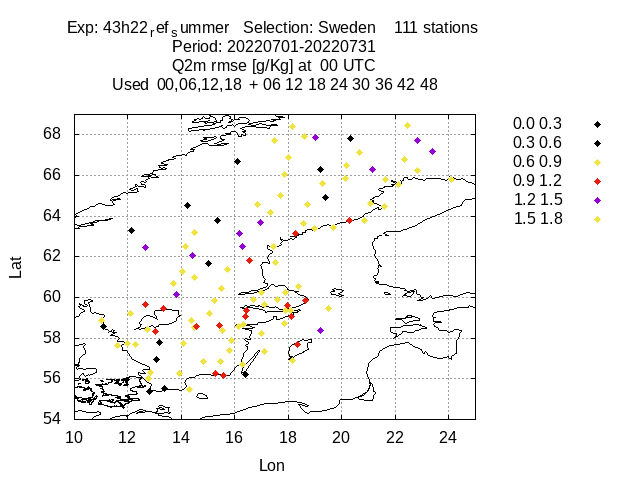 Exp: 43h22refsummer Selection: Sweden 111 stations
Period: 20220701-20220731
Q2m rmse [g/Kg] at 00 UTC
Used 00,06,12,18 + 06 12 18 24 30 36 42 48
68
66
64
62
60
58
56
54
Lat
10 12 14 16 18 20 22 24
Lon
0.0 0.3
0.3 0.6
0.6 0.9
0.9 1.2
1.2 1.5
1.5 1.8